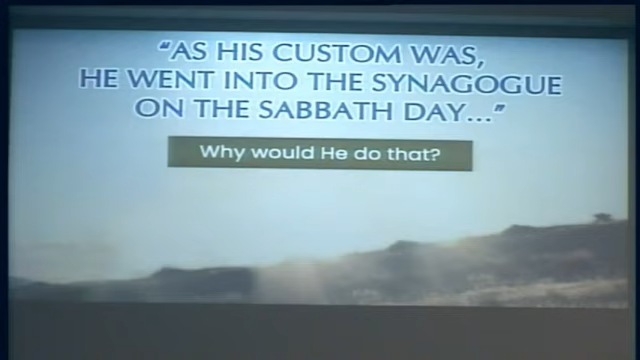 “AS HIS CUSTOM WAS,
HE WENT INTO THE SYNAGOGUE
ON THE SABBATH DAY...”
Why would He do that?